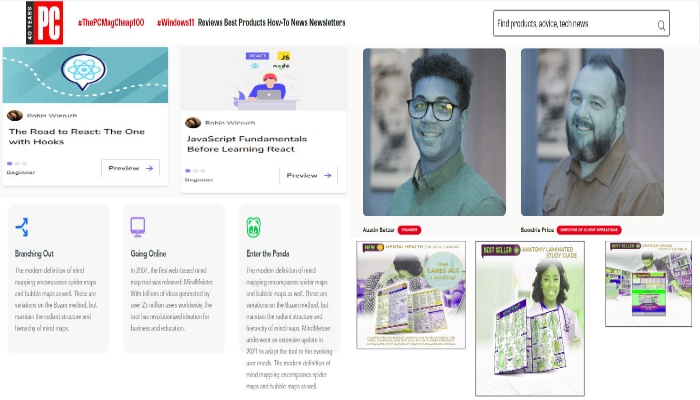 40 YEARS
PC
#ThePCMagCheap100 #Windows11 Reviews Best Products How-To News Newsletters
Find products, advice, tech news
REACT
JS
node
Robin Wieruch
The Road to React: The One
with Hooks
Beginner
Preview →
Robin Wieruch
JavaScript Fundamentals
Before Learning React
Beginner
Preview →
Austin Betzer FOUNDER
Bowdrie Price DIRECTOR OF CLIENT OPERATIONS
Branching Out
The modern definition of mind
mapping encompasses spider maps
and bubble maps as well. These are
variations on the Buzan method, but
maintain the radiant structure and
hierarchy of mind maps.
Going Online
In 2007, the first web-based mind
map tool was released: MindMeister.
With billions of ideas generated by
over 25 million users worldwide, the
tool has revolutionized ideation for
business and education.
Enter the Panda
The modern definition of mind
mapping encompasses spider maps
and bubble maps as well. These are
variations on the Buzan method, but
maintain the radiant structure and
hierarchy of mind maps. MindMeister
underwent an extensive update in
2021 to adapt the tool to the evolving
user needs. The modern definition of
mind mapping encompasses spider
maps and bubble maps as well.
NEW MENTAL HEALTH
Use
CARES ACT
Funding!
BEST SELLER ANATOMY LAMINATED
STUDY GUIDE
BEST SELLER